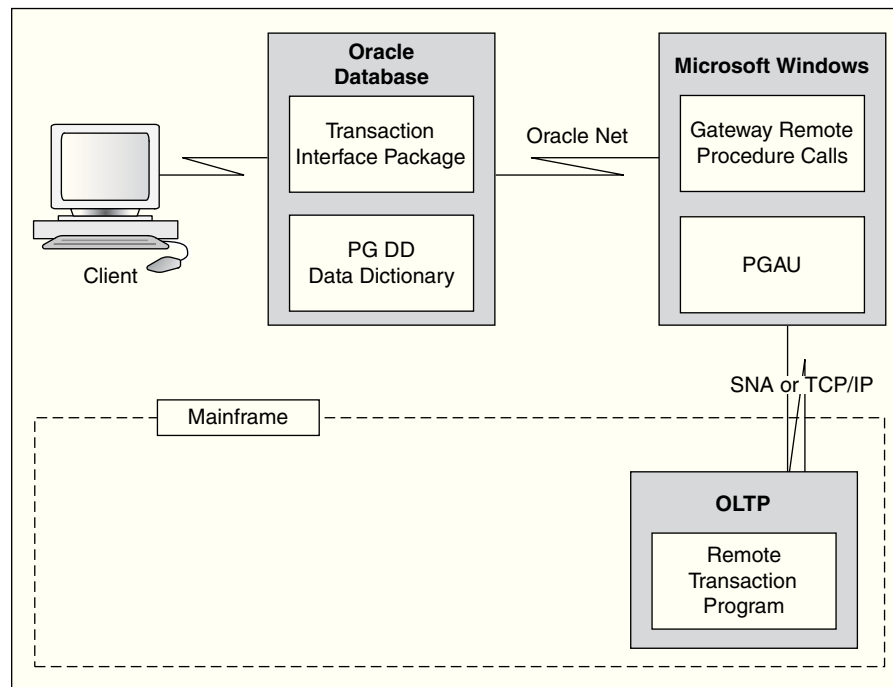 Oracle
Database
Transaction
Interface Package
PG DD
Data Dictionary
Client
Oracle Net
Microsoft Windows
Gateway Remote
Procedure Calls
PGAU
SNA or TCP/IP
Mainframe
OLTP
Remote
Transaction
Program